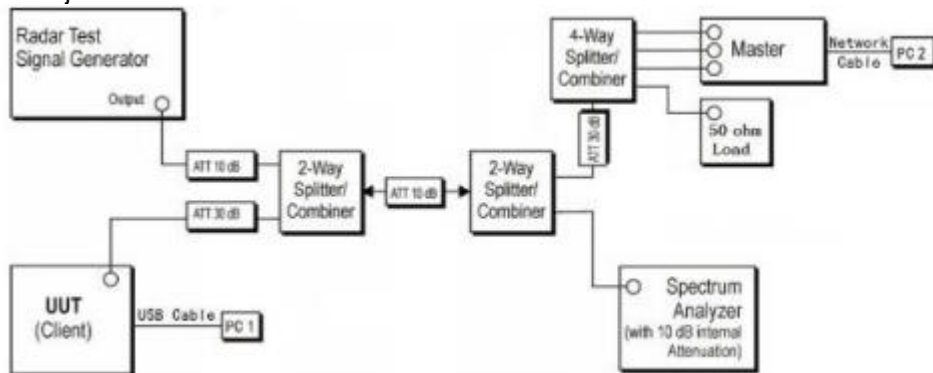 Radar Test
Signal Generator
Output
ATT 10 dB
2-Way
Splitter/
Combiner
ATT 30 dB
UUT
(Client)
USB Cable
PC 1
ATT 10 dB
2-Way
Splitter/
Combiner
4-Way
Splitter/
Combiner
ATT 30 dB
Master
Network
Cable
PC 2
50 ohm
Load
Spectrum
Analyzer
(with 10 dB internal
Attenuation)